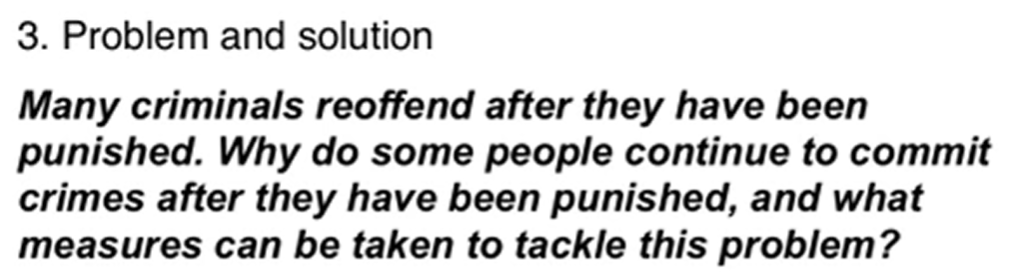 3. Problem and solution
Many criminals reoffend after they have been
punished. Why do some people continue to commit
crimes after they have been punished, and what
measures can be taken to tackle this problem?